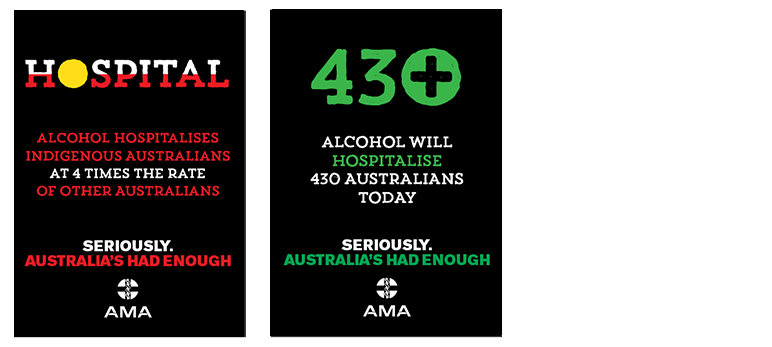 HOSPITAL
ALCOHOL HOSPITALISES
INDIGENOUS AUSTRALIANS
AT 4 TIMES THE RATE
OF OTHER AUSTRALIANS
SERIOUSLY.
AUSTRALIA'S HAD ENOUGH
AMA
430
ALCOHOL WILL
HOSPITALISE
430 AUSTRALIANS
TODAY
SERIOUSLY.
AUSTRALIA'S HAD ENOUGH
AMA